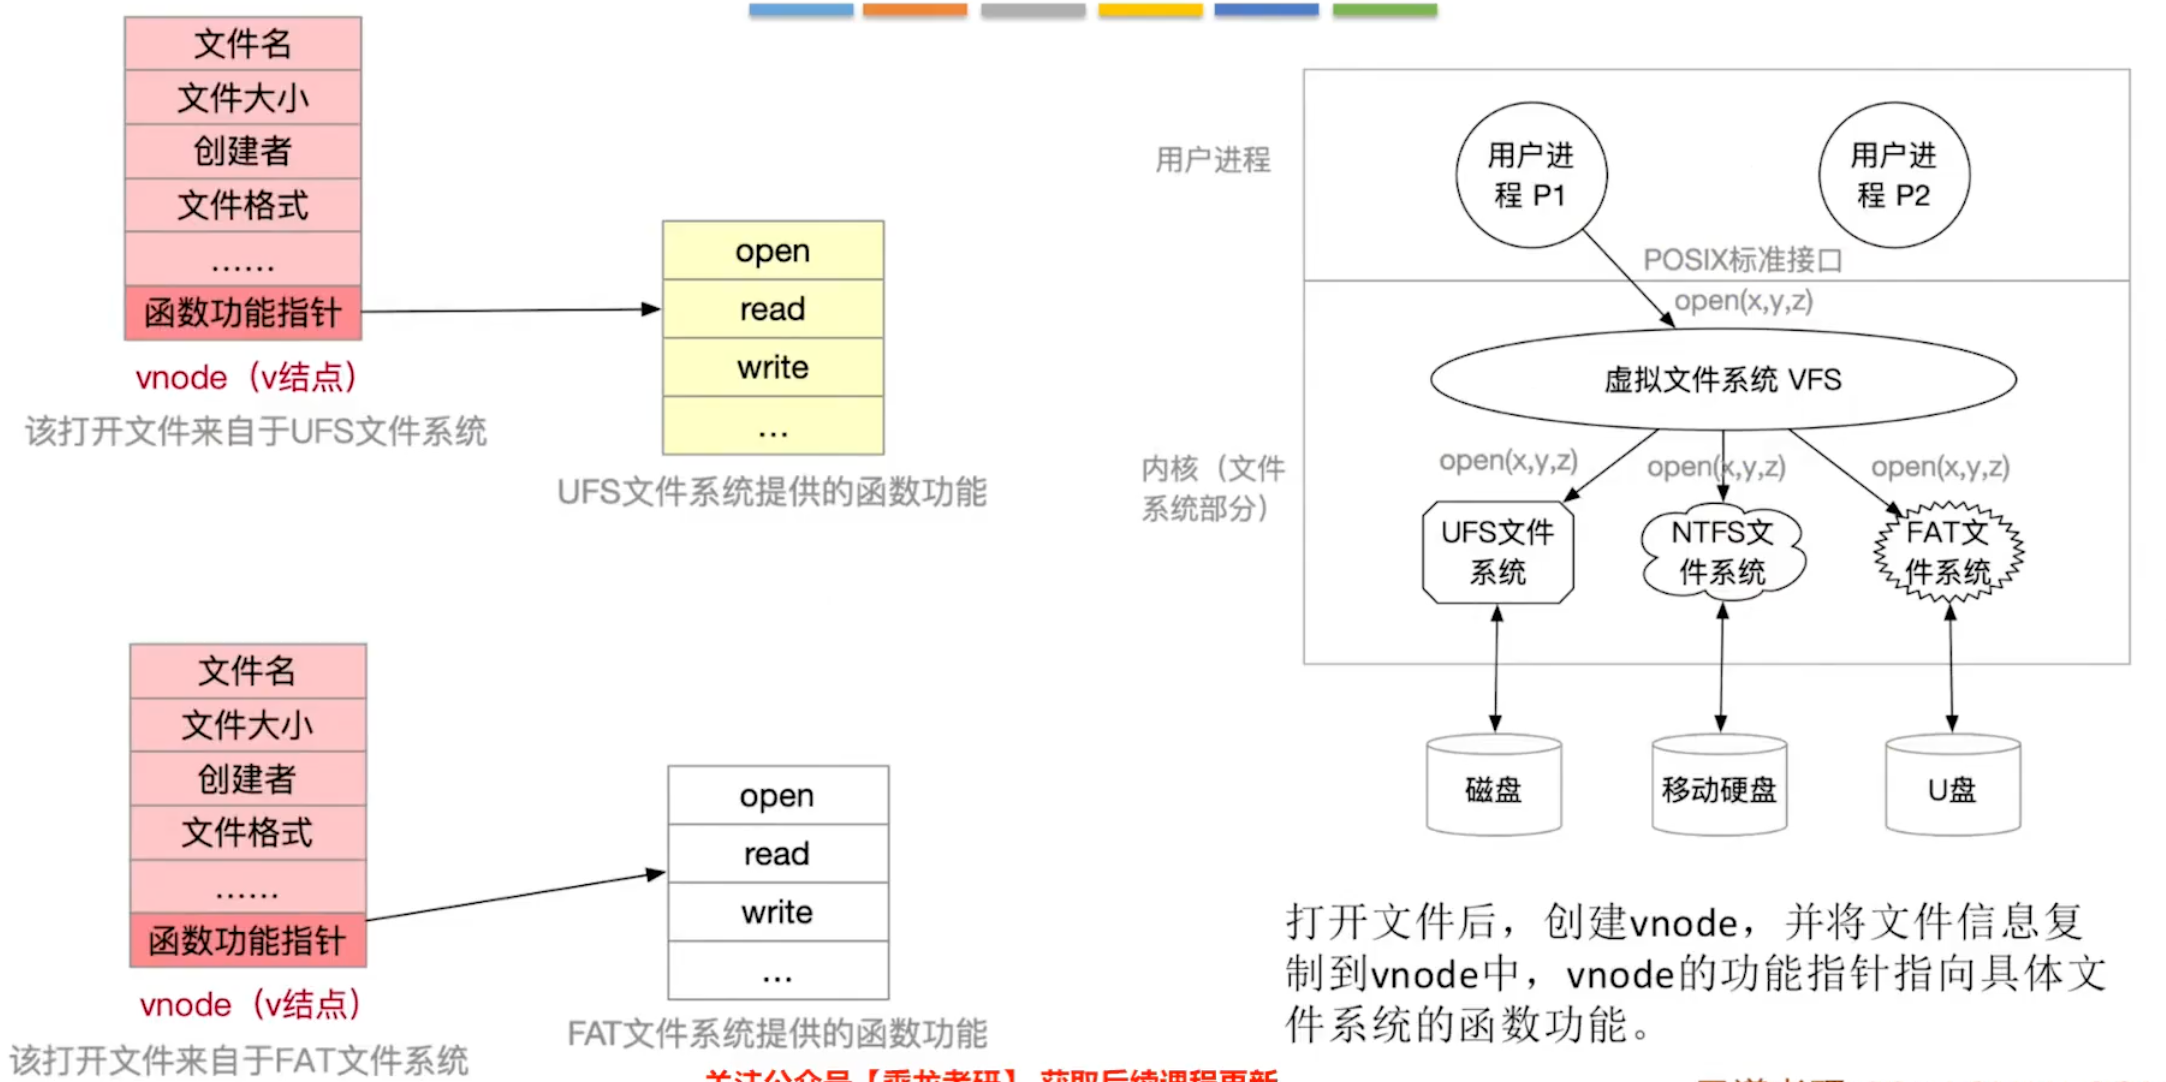 文件名
文件大小
创建者
文件格式
……
函数功能指针
vnode（v结点）
该打开文件来自于UFS文件系统
open
read
write
...
UFS文件系统提供的函数功能
文件名
文件大小
创建者
文件格式
……
函数功能指针
vnode（v结点）
该打开文件来自于FAT文件系统
open
read
write
...
FAT文件系统提供的函数功能
用户进程
用户进
程 P1
用户进
程 P2
POSIX标准接口
open(x,y,z)
虚拟文件系统 VFS
内核（文件
系统部分）
open(x,y,z)
open(x,y,z)
open(x,y,z)
UFS文件
系统
NTFS文
件系统
FAT文
件系统
磁盘
移动硬盘
U盘
打开文件后，创建vnode，并将文件信息复
制到vnode中，vnode的功能指针指向具体文
件系统的函数功能。